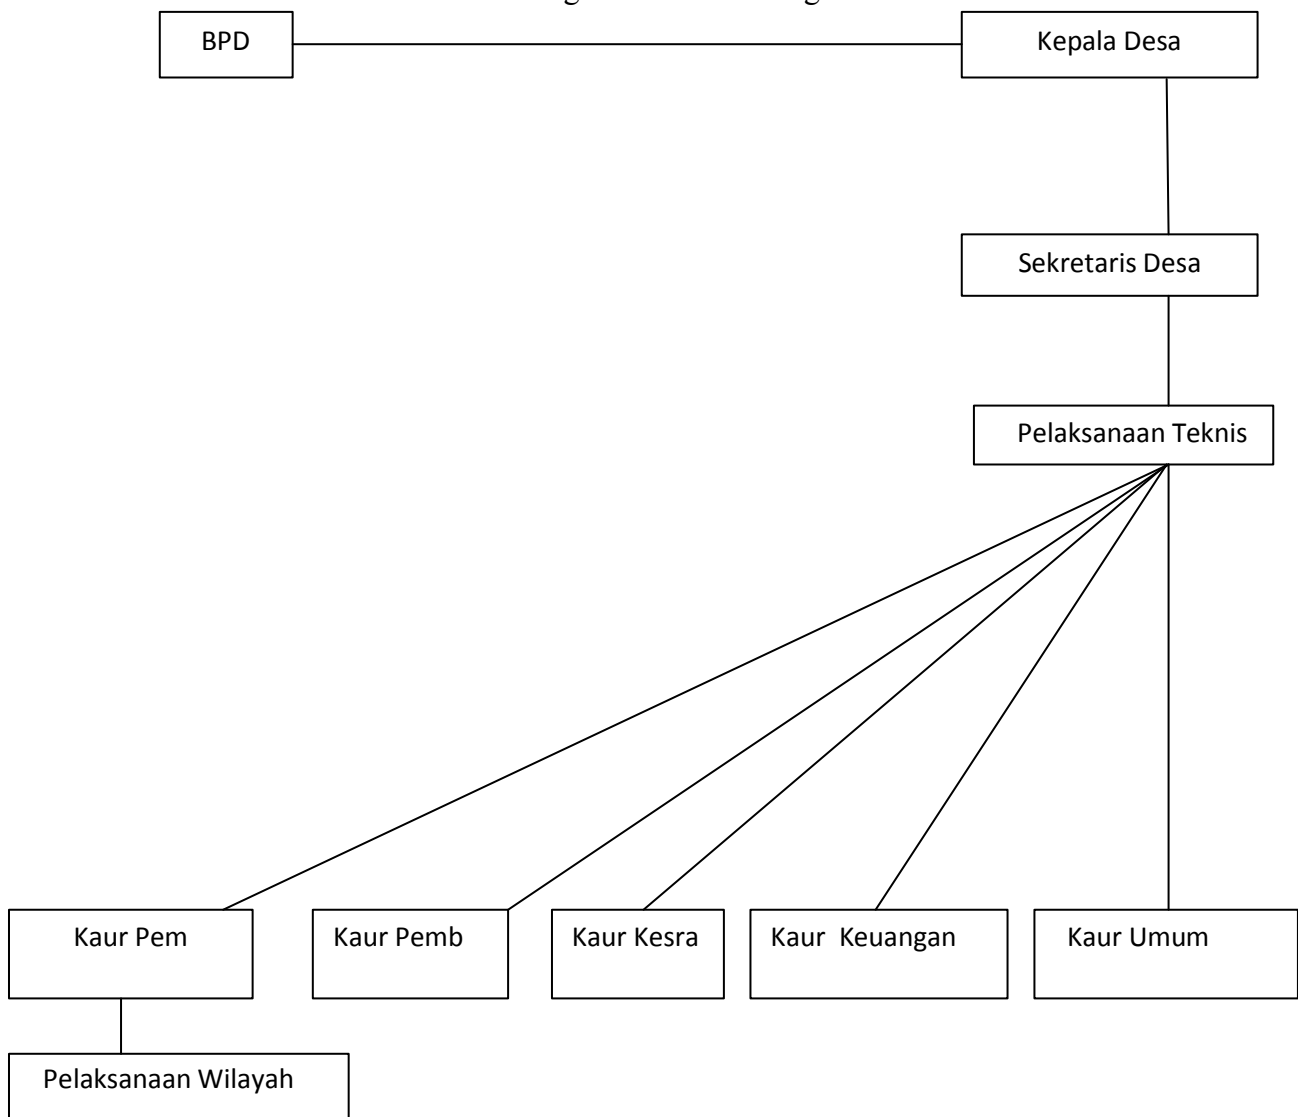 BPD
Kepala Desa
Sekretaris Desa
Pelaksanaan Teknis
Kaur Pem
Kaur Pemb
Kaur Kesra
Kaur Keuangan
Kaur Umum
Pelaksanaan Wilayah